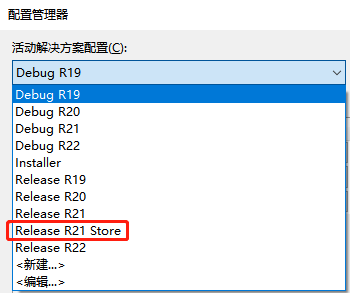 配置管理器
活动解决方案配置(C):
Debug R19
Debug R19
Debug R20
Debug R21
Debug R22
Installer
Release R19
Release R20
Release R21
Release R21 Store
Release R22
<新建...>
<编辑...>